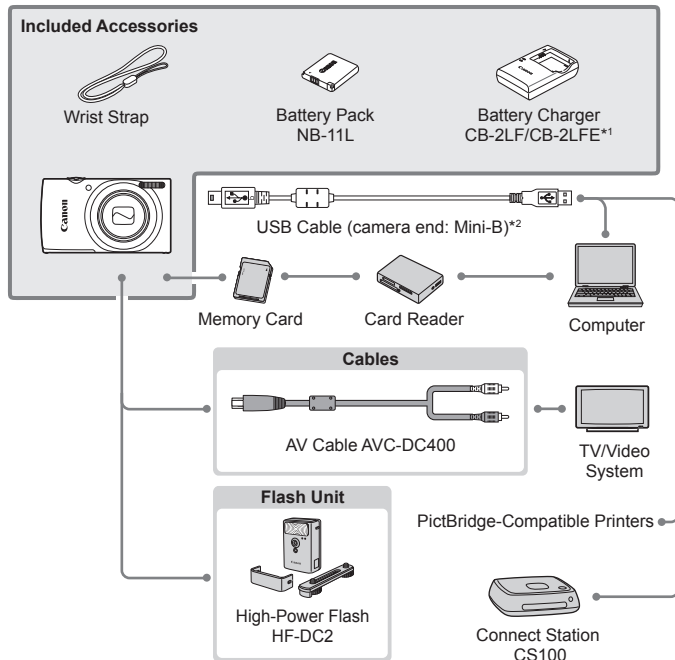 Included Accessories
Wrist Strap
Battery Pack
NB-11L
Battery Charger
CB-2LF/CB-2LFE*1
Canon
USB Cable (camera end: Mini-B)*2
Memory Card
Card Reader
Computer
Cables
AV Cable AVC-DC400
TV/Video
System
Flash Unit
High-Power Flash
HF-DC2
PictBridge-Compatible Printers
Connect Station
CS100